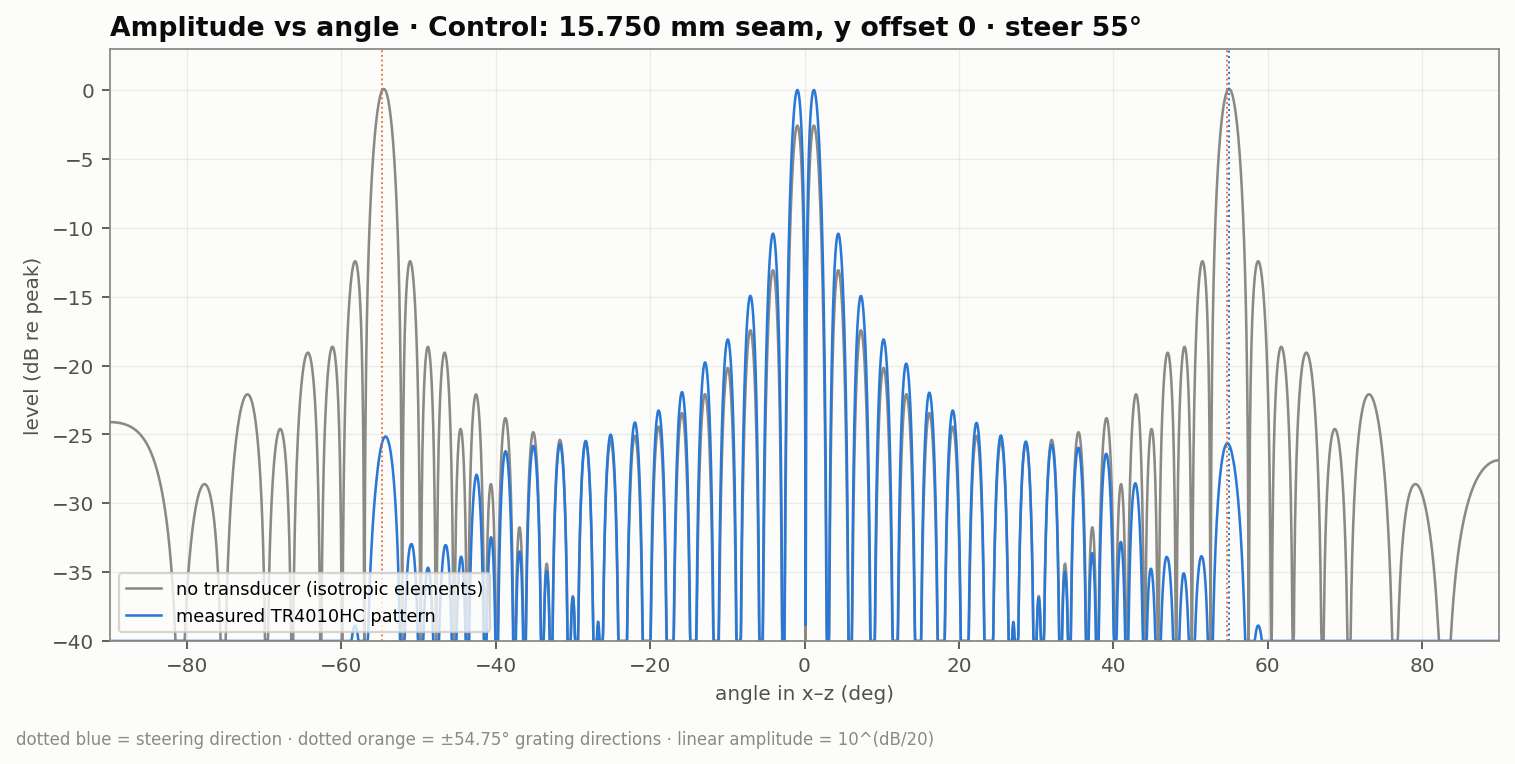 Amplitude vs angle · Control: 15.750 mm seam, y offset 0 · steer 55°
level (dB re peak)
0
−5
−10
−15
−20
−25
−30
−35
−40
no transducer (isotropic elements)
measured TR4010HC pattern
−80 −60 −40 −20 0 20 40 60 80
angle in x–z (deg)
dotted blue = steering direction · dotted orange = ±54.75° grating directions · linear amplitude = 10^(dB/20)